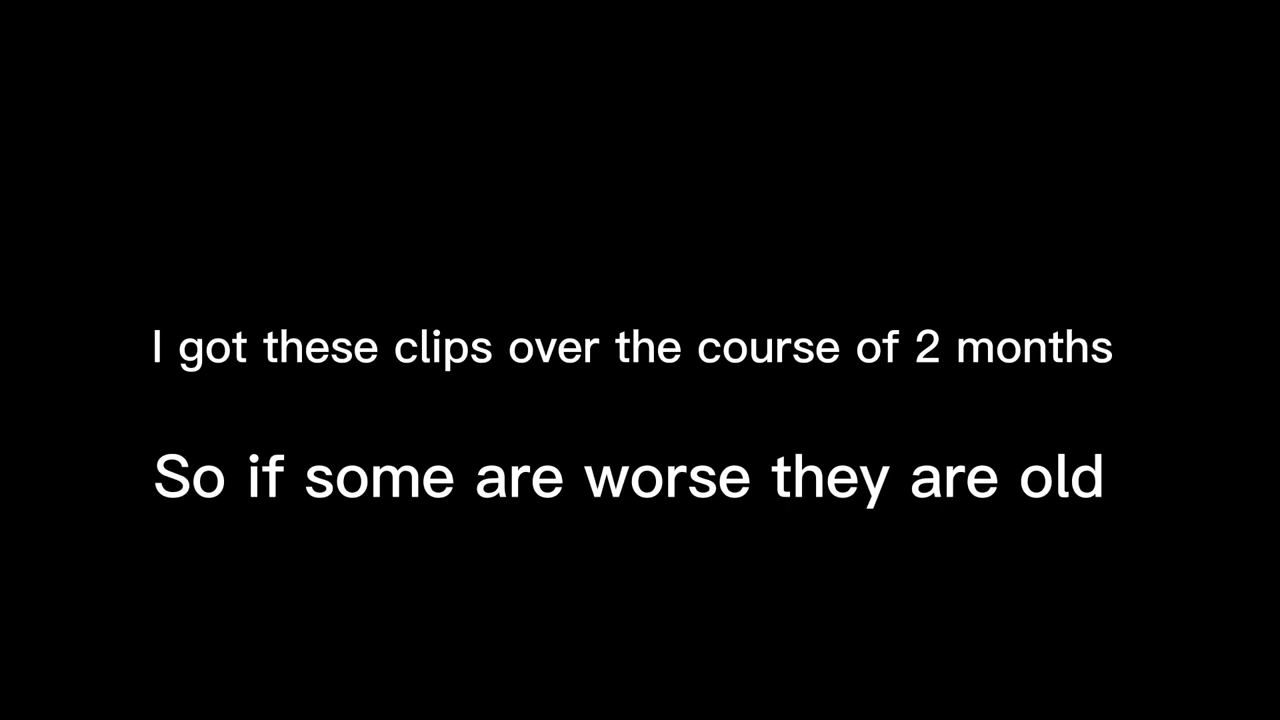 I got these clips over the course of 2 months
So if some are worse they are old